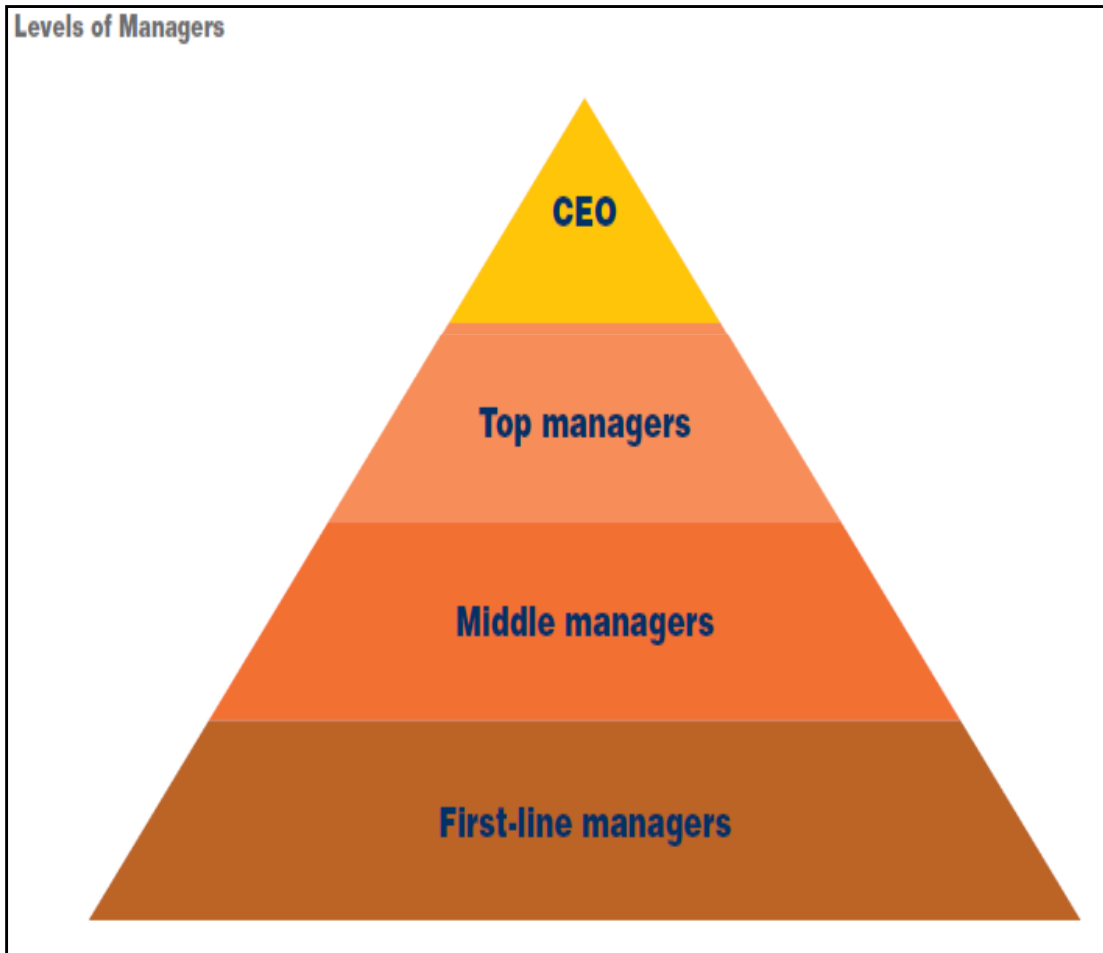 Levels of Managers
CEO
Top managers
Middle managers
First-line managers